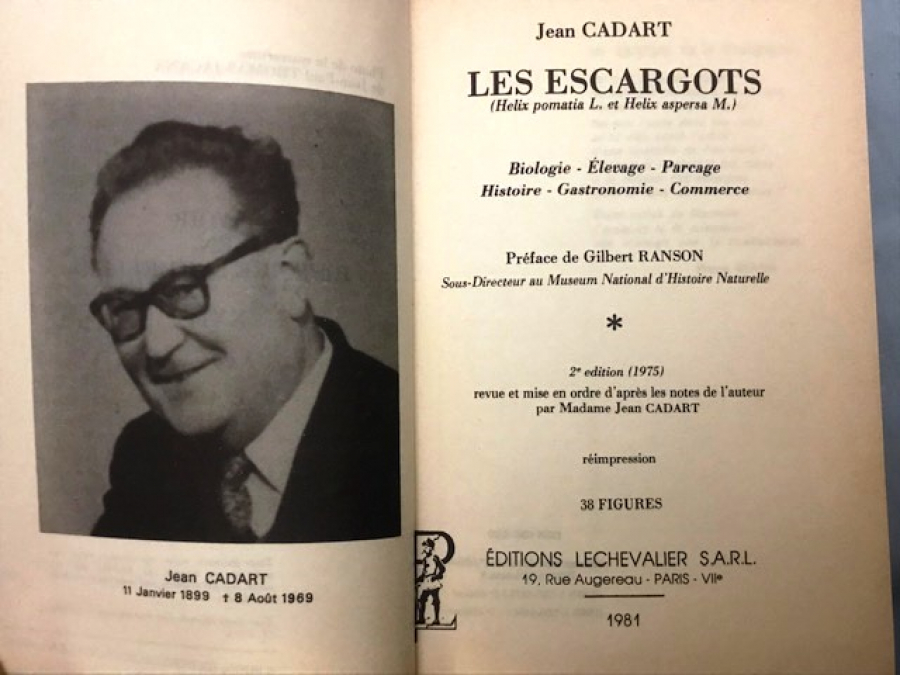 Jean CADART
11 Janvier 1899 † 8 Août 1969
Jean CADART
LES ESCARGOTS
(Helix pomatia L. et Helix aspersa M.)
Biologie - Élevage - Parcage
Histoire - Gastronomie - Commerce
Préface de Gilbert RANSON
Sous-Directeur au Museum National d'Histoire Naturelle
*
2e edition (1975)
revue et mise en ordre d'après les notes de l'auteur
par Madame Jean CADART
réimpression
38 FIGURES
ÉDITIONS LECHEVALIER S.A.R.L.
19, Rue Augereau - PARIS - VIIe
1981